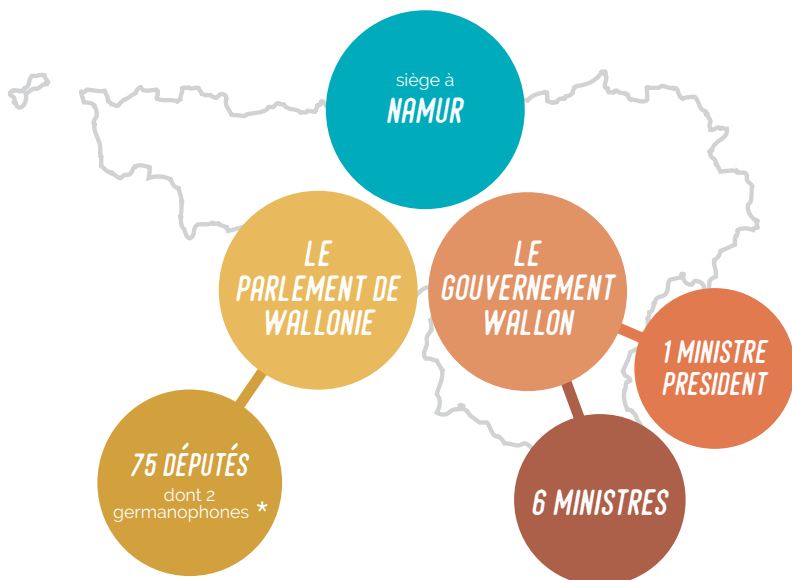 siège à
NAMUR
LE
PARLEMENT DE
WALLONIE
LE
GOUVERNEMENT
WALLON
1 MINISTRE
PRESIDENT
75 DÉPUTÉS
dont 2
germanophones *
6 MINISTRES